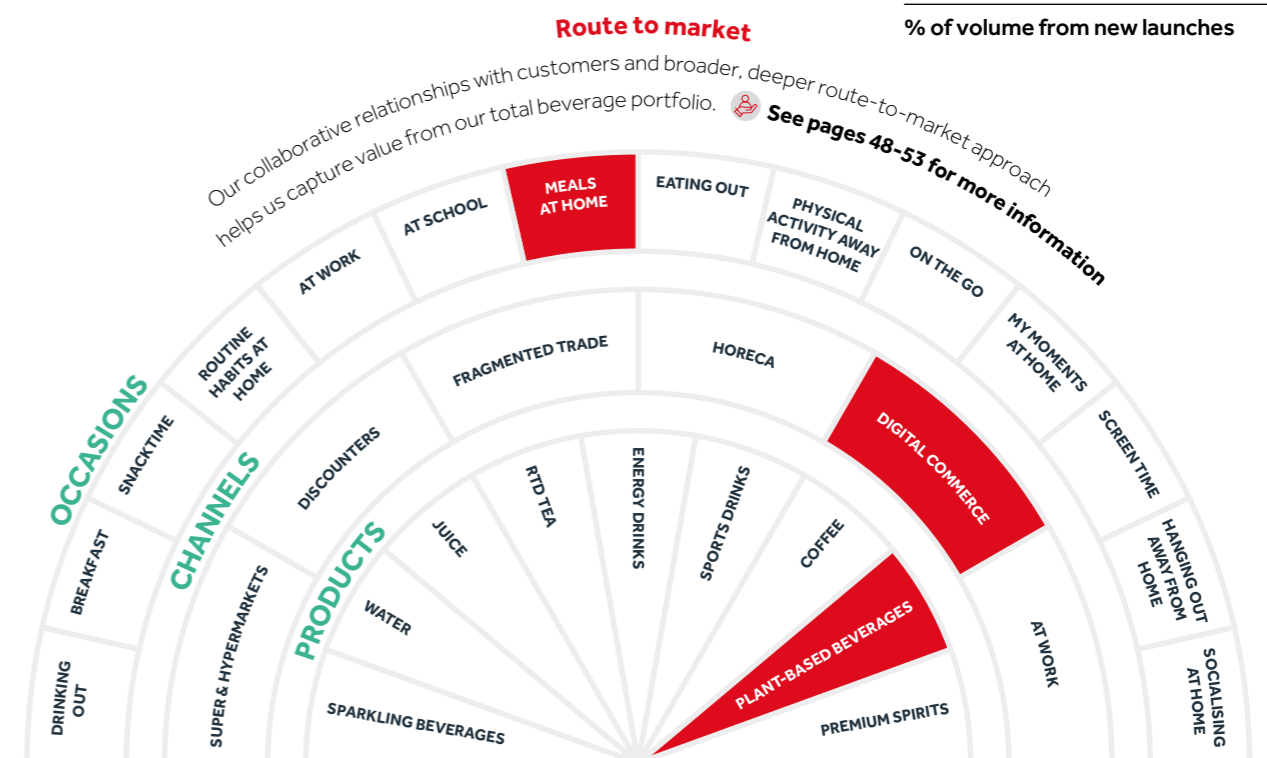 Route to market
% of volume from new launches
Our collaborative relationships with customers and broader, deeper route-to-market approach
helps us capture value from our total beverage portfolio. See pages 48-53 for more information
OCCASIONS
DRINKING
OUT
BREAKFAST
SNACKTIME
ROUTINE
HABITS AT
HOME
AT WORK
AT SCHOOL
MEALS
AT HOME
EATING OUT
PHYSICAL
ACTIVITY AWAY
FROM HOME
ON THE GO
MY MOMENTS
AT HOME
SCREEN TIME
HANGING OUT
AWAY FROM
HOME
SOCIALISING
AT HOME
CHANNELS
SUPER & HYPERMARKETS
DISCOUNTERS
FRAGMENTED TRADE
HORECA
DIGITAL COMMERCE
AT WORK
PRODUCTS
SPARKLING BEVERAGES
WATER
JUICE
RTD TEA
ENERGY DRINKS
SPORTS DRINKS
COFFEE
PLANT-BASED BEVERAGES
PREMIUM SPIRITS